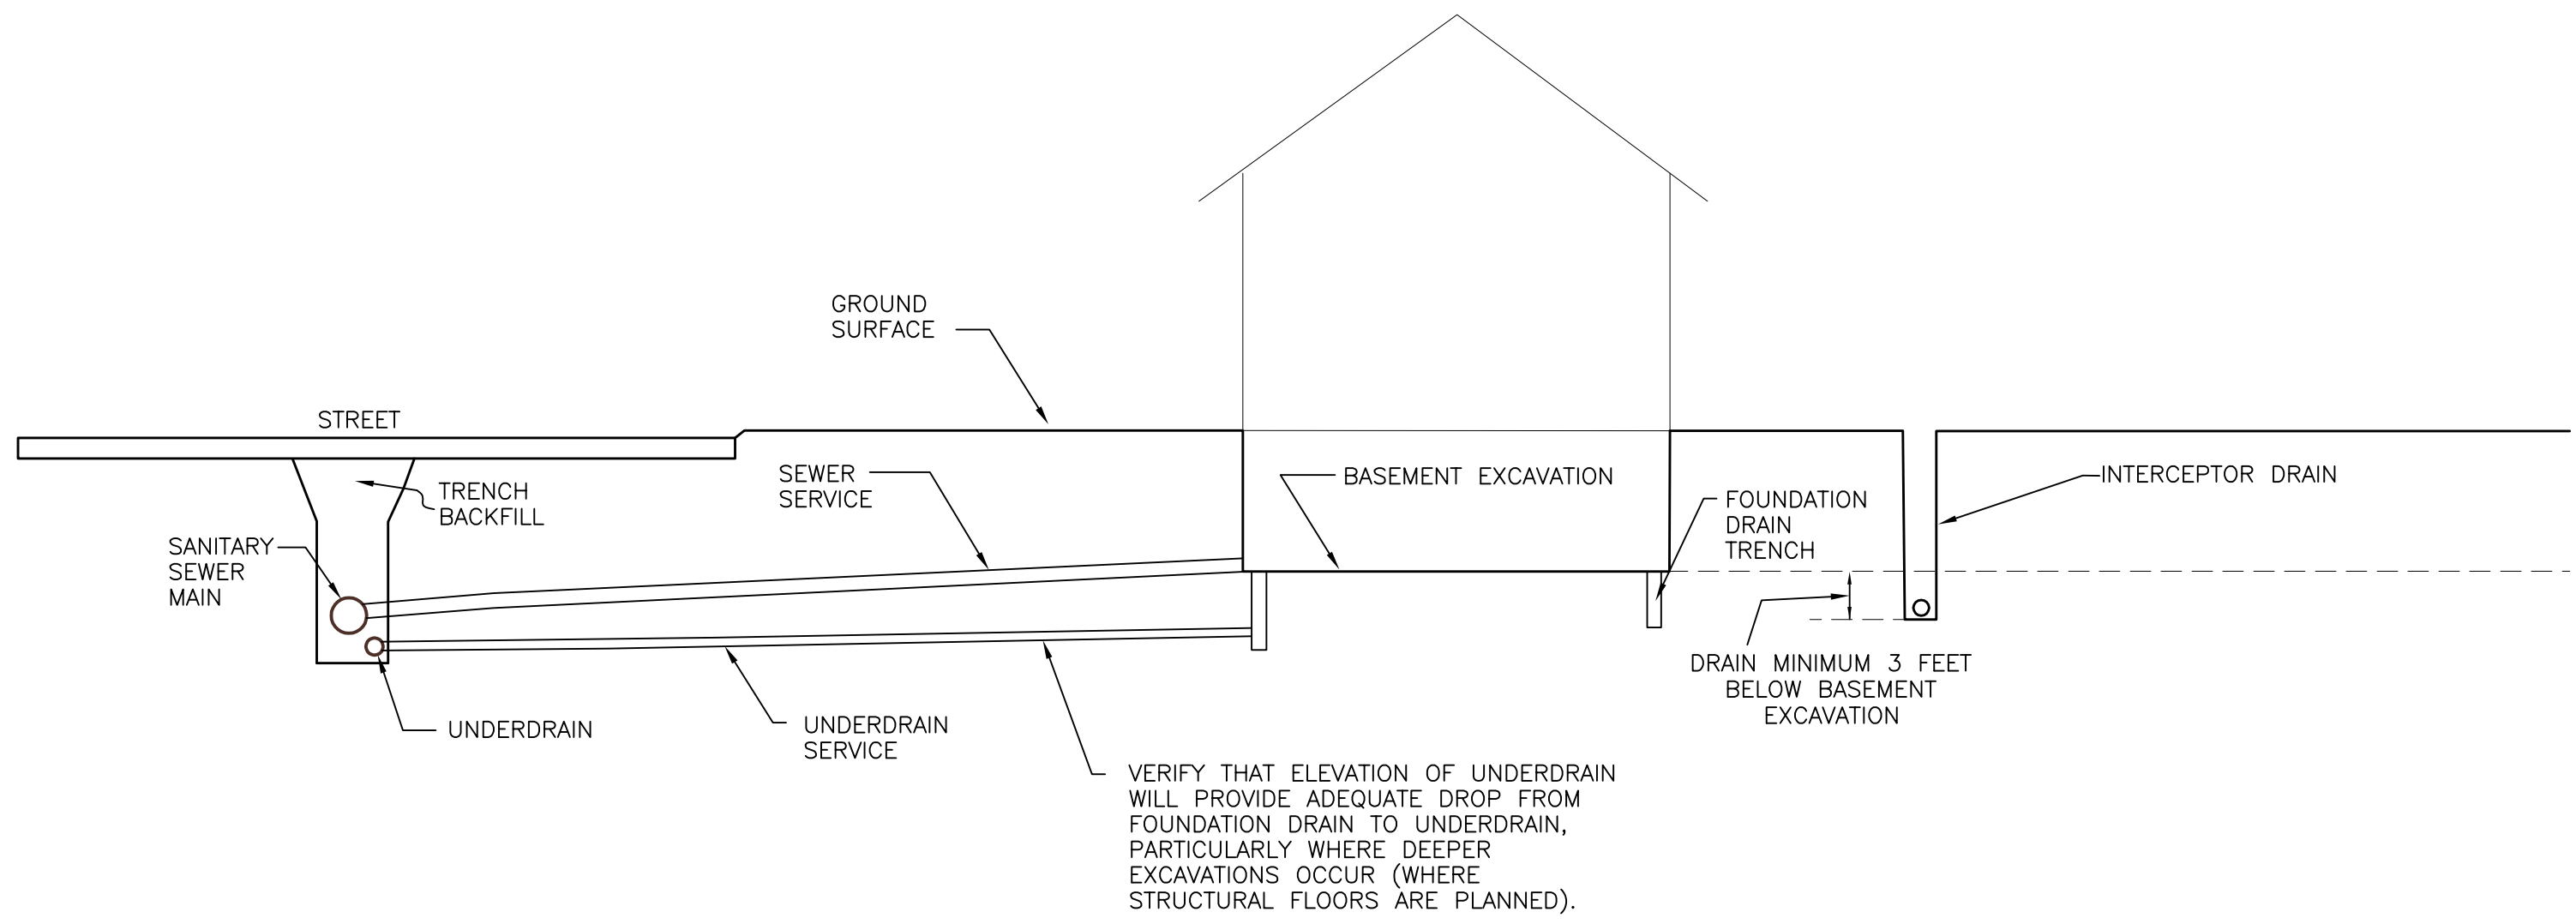 GROUND
SURFACE
STREET
TRENCH
BACKFILL
SANITARY
SEWER
MAIN
SEWER
SERVICE
BASEMENT EXCAVATION
FOUNDATION
DRAIN
TRENCH
INTERCEPTOR DRAIN
DRAIN MINIMUM 3 FEET
BELOW BASEMENT
EXCAVATION
UNDERDRAIN
UNDERDRAIN
SERVICE
VERIFY THAT ELEVATION OF UNDERDRAIN
WILL PROVIDE ADEQUATE DROP FROM
FOUNDATION DRAIN TO UNDERDRAIN,
PARTICULARLY WHERE DEEPER
EXCAVATIONS OCCUR (WHERE
STRUCTURAL FLOORS ARE PLANNED).